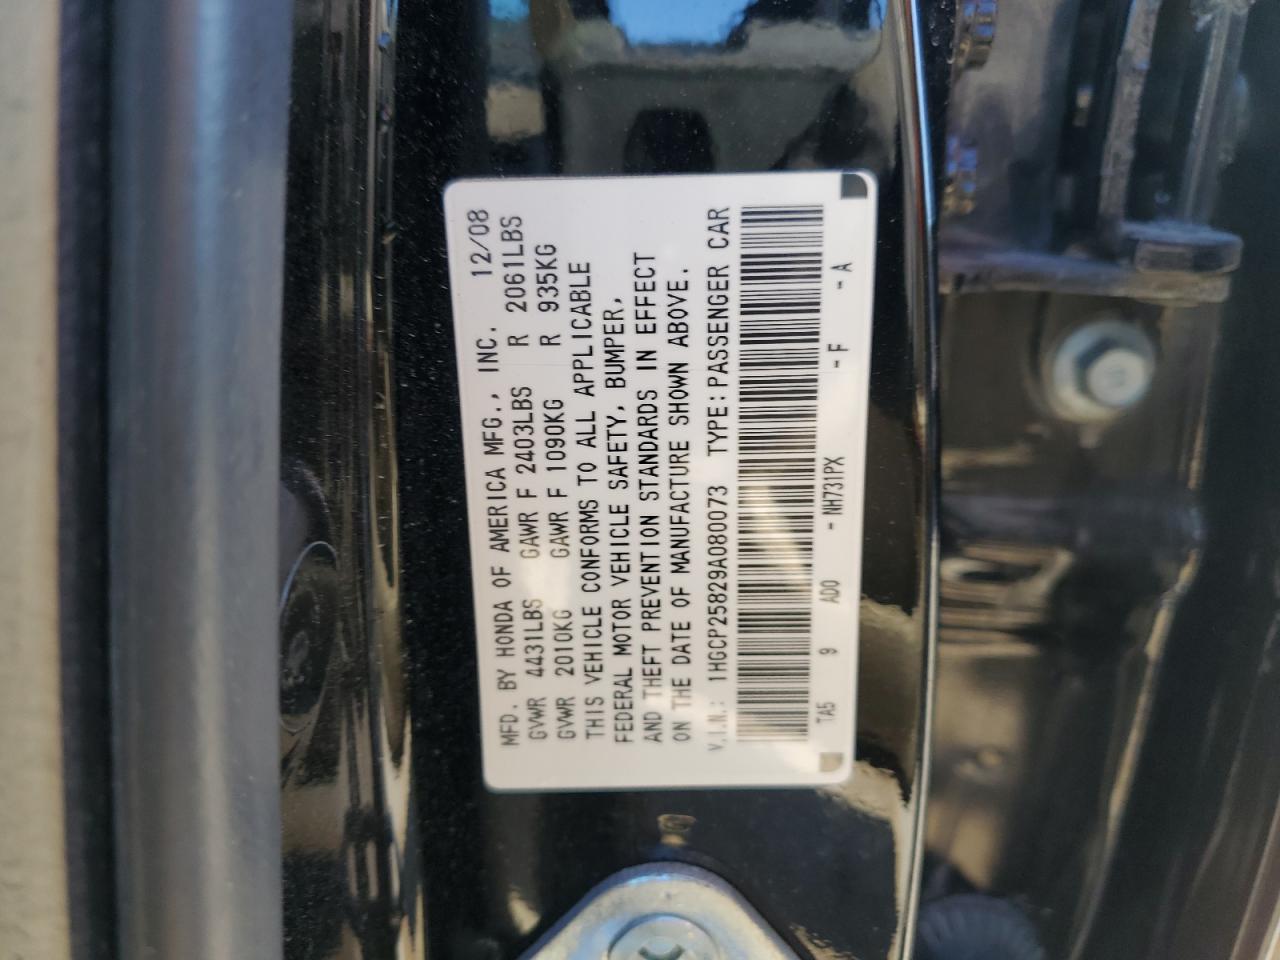 MFD. BY HONDA OF AMERICA MFG., INC. 12/08
GVWR 4431LBS GAWR F 2403LBS R 2061LBS
GVWR 2010KG GAWR F 1090KG R 935KG
THIS VEHICLE CONFORMS TO ALL APPLICABLE
FEDERAL MOTOR VEHICLE SAFETY, BUMPER,
AND THEFT PREVENTION STANDARDS IN EFFECT
ON THE DATE OF MANUFACTURE SHOWN ABOVE.
V.I.N.: 1HGCP25829A080073 TYPE: PASSENGER CAR
TA5 9 AD0 - NH731PX - F - A